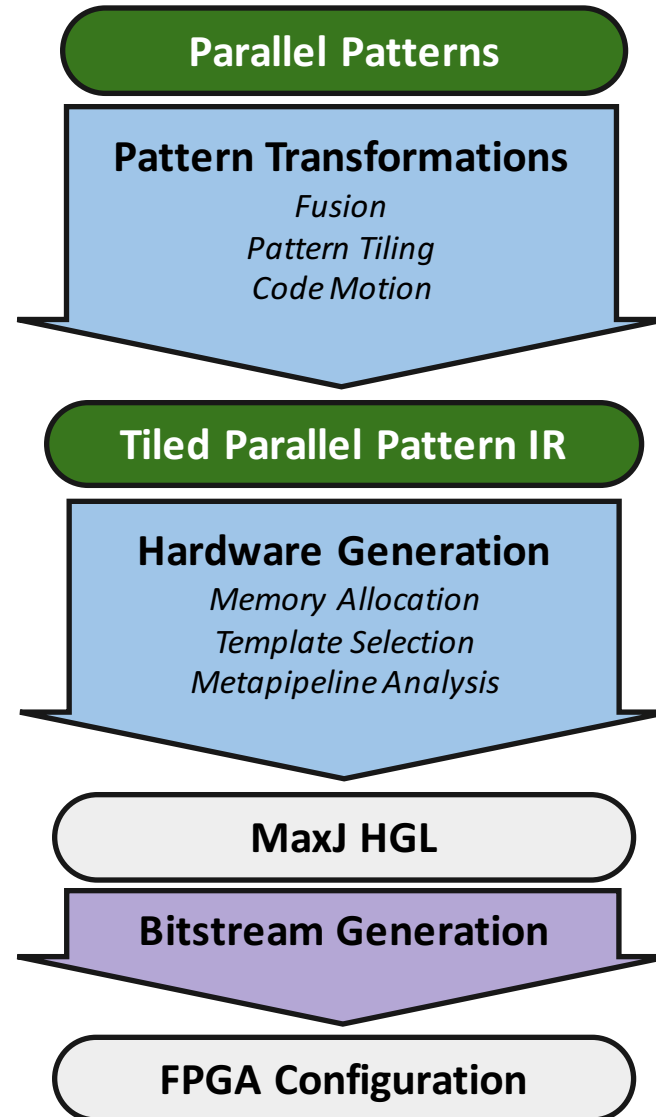 Parallel Patterns
Pattern Transformations
Fusion
Pattern Tiling
Code Motion
Tiled Parallel Pattern IR
Hardware Generation
Memory Allocation
Template Selection
Metapipeline Analysis
MaxJ HGL
Bitstream Generation
FPGA Configuration